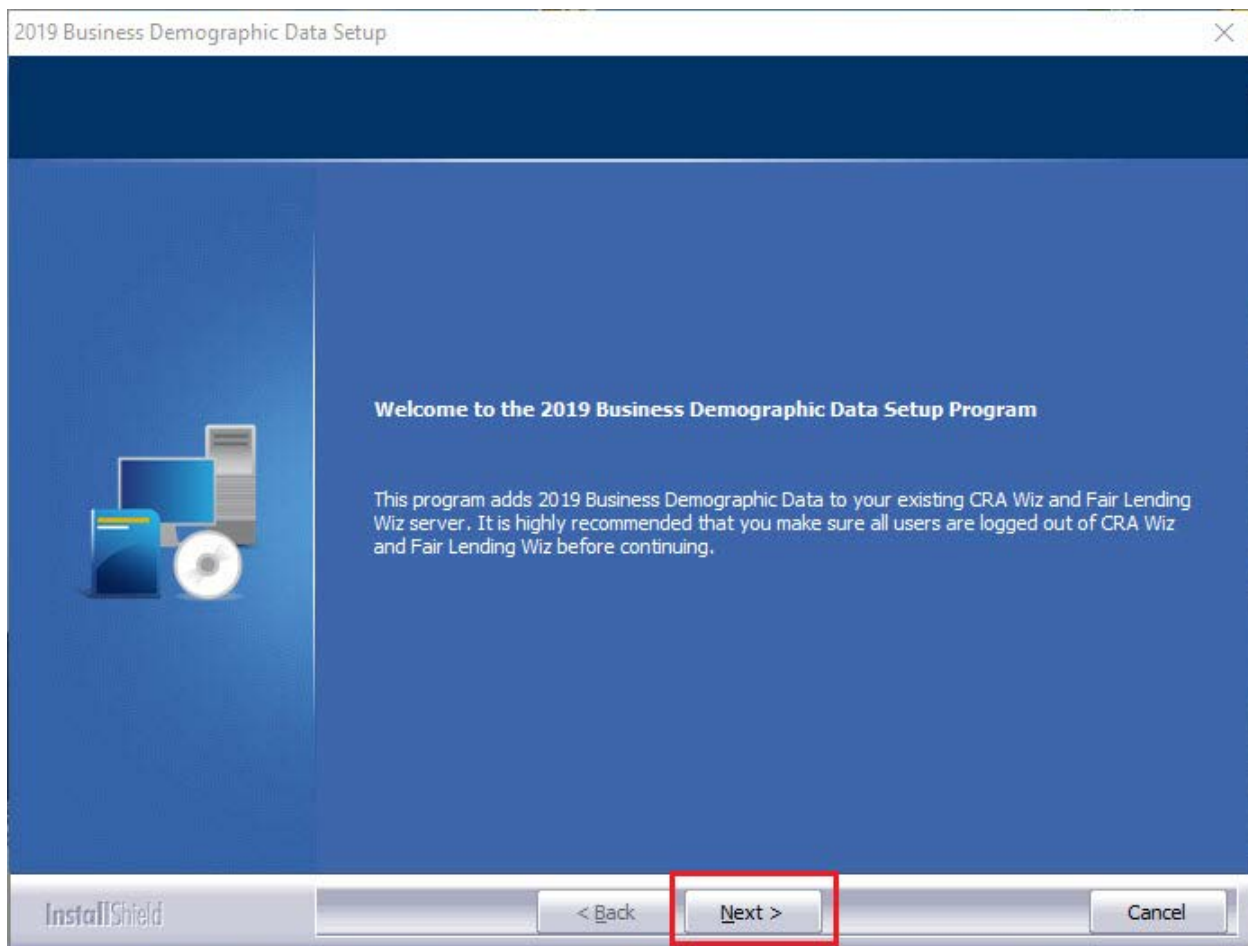 2019 Business Demographic Data Setup
Welcome to the 2019 Business Demographic Data Setup Program
This program adds 2019 Business Demographic Data to your existing CRA Wiz and Fair Lending
Wiz server. It is highly recommended that you make sure all users are logged out of CRA Wiz
and Fair Lending Wiz before continuing.
InstallShield
< Back
Next >
Cancel